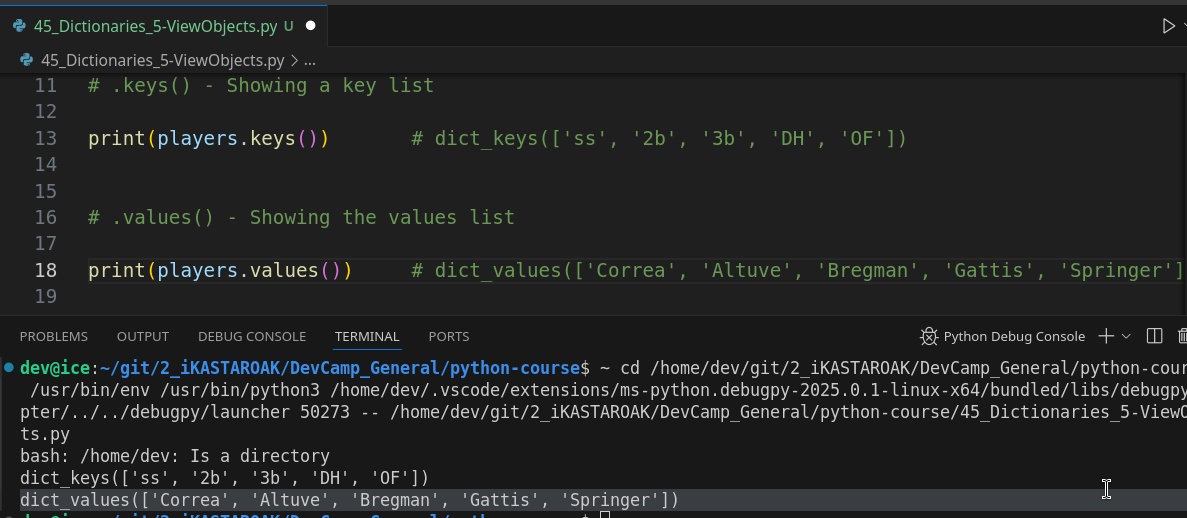 45_Dictionaries_5-ViewObjects.py U
45_Dictionaries_5-ViewObjects.py > ...
11 # .keys() - Showing a key list
12
13 print(players.keys()) # dict_keys(['ss', '2b', '3b', 'DH', 'OF'])
14
15
16 # .values() - Showing the values list
17
18 print(players.values()) # dict_values(['Correa', 'Altuve', 'Bregman', 'Gattis', 'Springer']
19
PROBLEMS OUTPUT DEBUG CONSOLE TERMINAL PORTS Python Debug Console
dev@ice:~/git/2_iKASTAROAK/DevCamp_General/python-course$ ~ cd /home/dev/git/2_iKASTAROAK/DevCamp_General/python-cour
/usr/bin/env /usr/bin/python3 /home/dev/.vscode/extensions/ms-python.debugpy-2025.0.1-linux-x64/bundled/libs/debugpy
pter/../../debugpy/launcher 50273 -- /home/dev/git/2_iKASTAROAK/DevCamp_General/python-course/45_Dictionaries_5-ViewO
ts.py
bash: /home/dev: Is a directory
dict_keys(['ss', '2b', '3b', 'DH', 'OF'])
dict_values(['Correa', 'Altuve', 'Bregman', 'Gattis', 'Springer'])